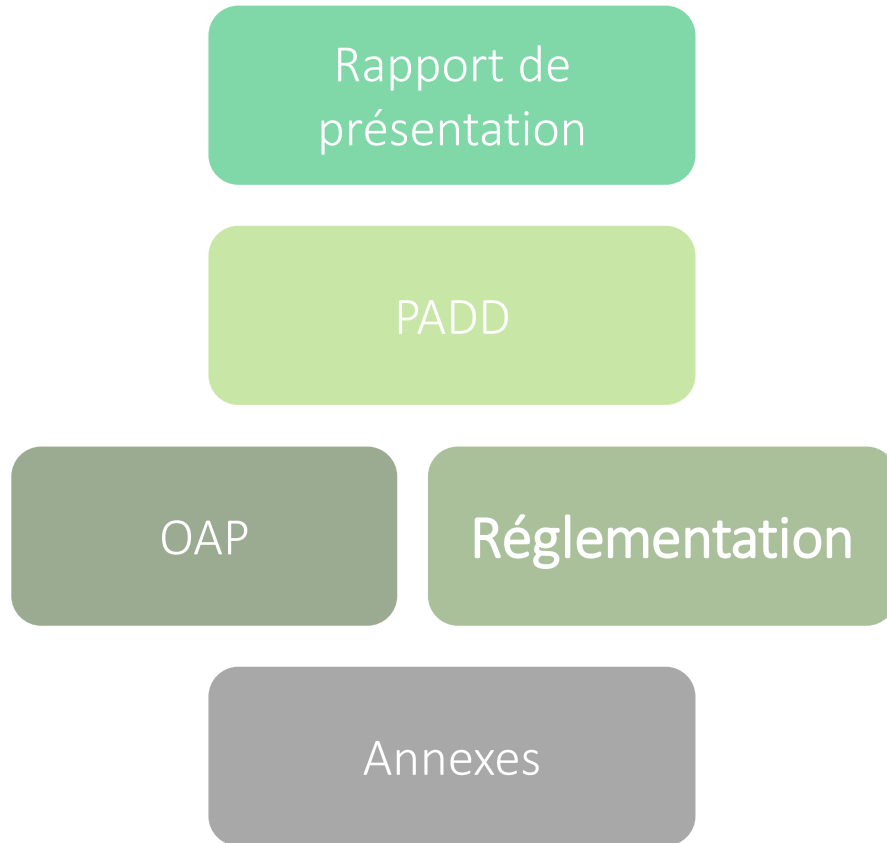 Rapport de
présentation
PADD
OAP
Réglementation
Annexes